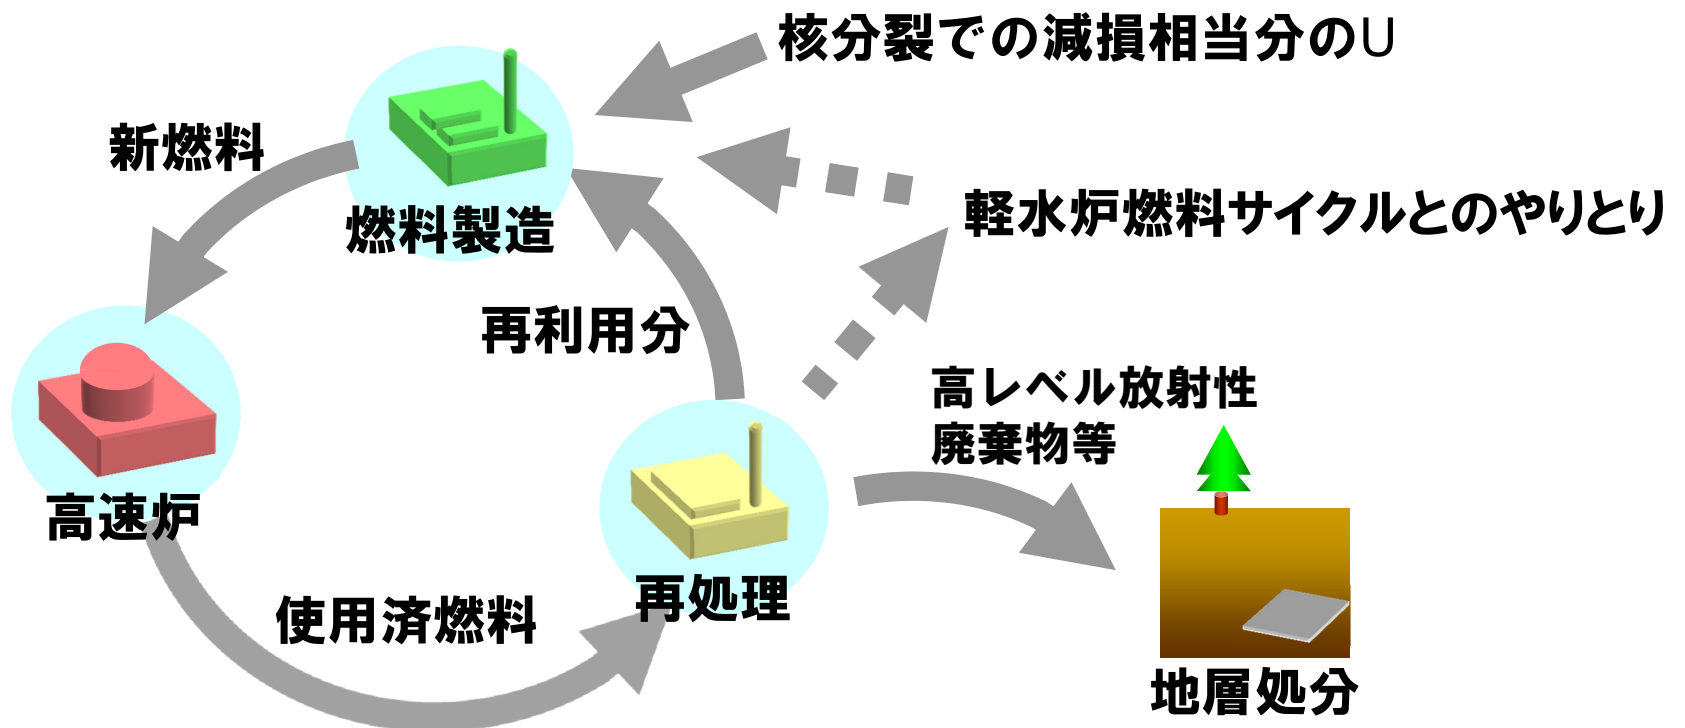 核分裂での減損相当分のU
新燃料
軽水炉燃料サイクルとのやりとり
燃料製造
再利用分
高レベル放射性
廃棄物等
高速炉
再処理
使用済燃料
地層処分